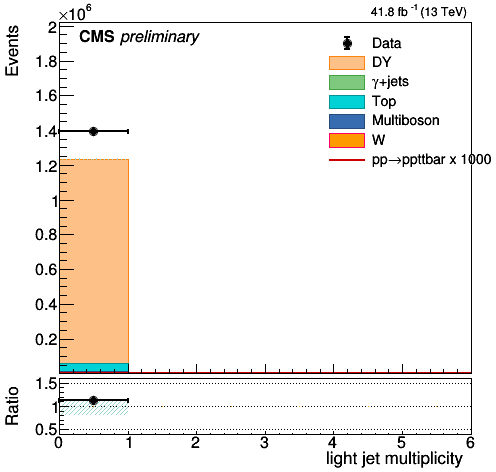 ×10⁶
41.8 fb⁻¹ (13 TeV)
CMS preliminary
Events
2
1.8
1.6
1.4
1.2
1
0.8
0.6
0.4
0.2
Data
DY
γ+jets
Top
Multiboson
W
pp→ppttbar x 1000
Ratio
1.5
1
0.5
0 1 2 3 4 5 6
light jet multiplicity